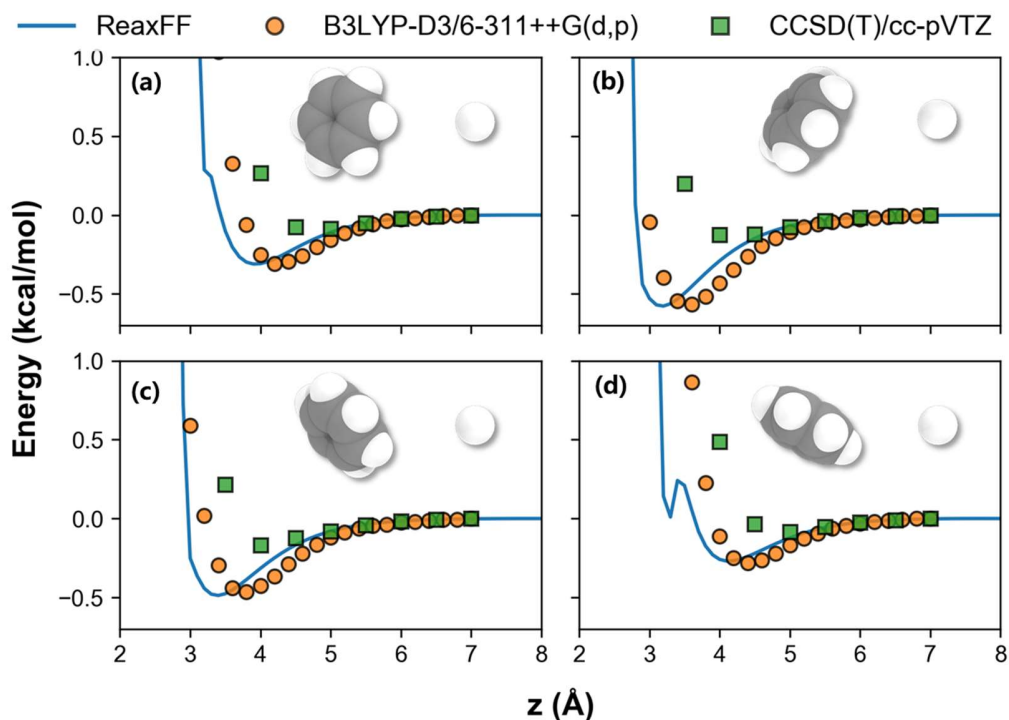 ReaxFF B3LYP-D3/6-311++G(d,p) CCSD(T)/cc-pVTZ
(a) (b)
1.0
0.5
0.0
−0.5
(c) (d)
1.0
0.5
0.0
−0.5
2 3 4 5 6 7 8 2 3 4 5 6 7 8
Energy (kcal/mol)
z (Å)